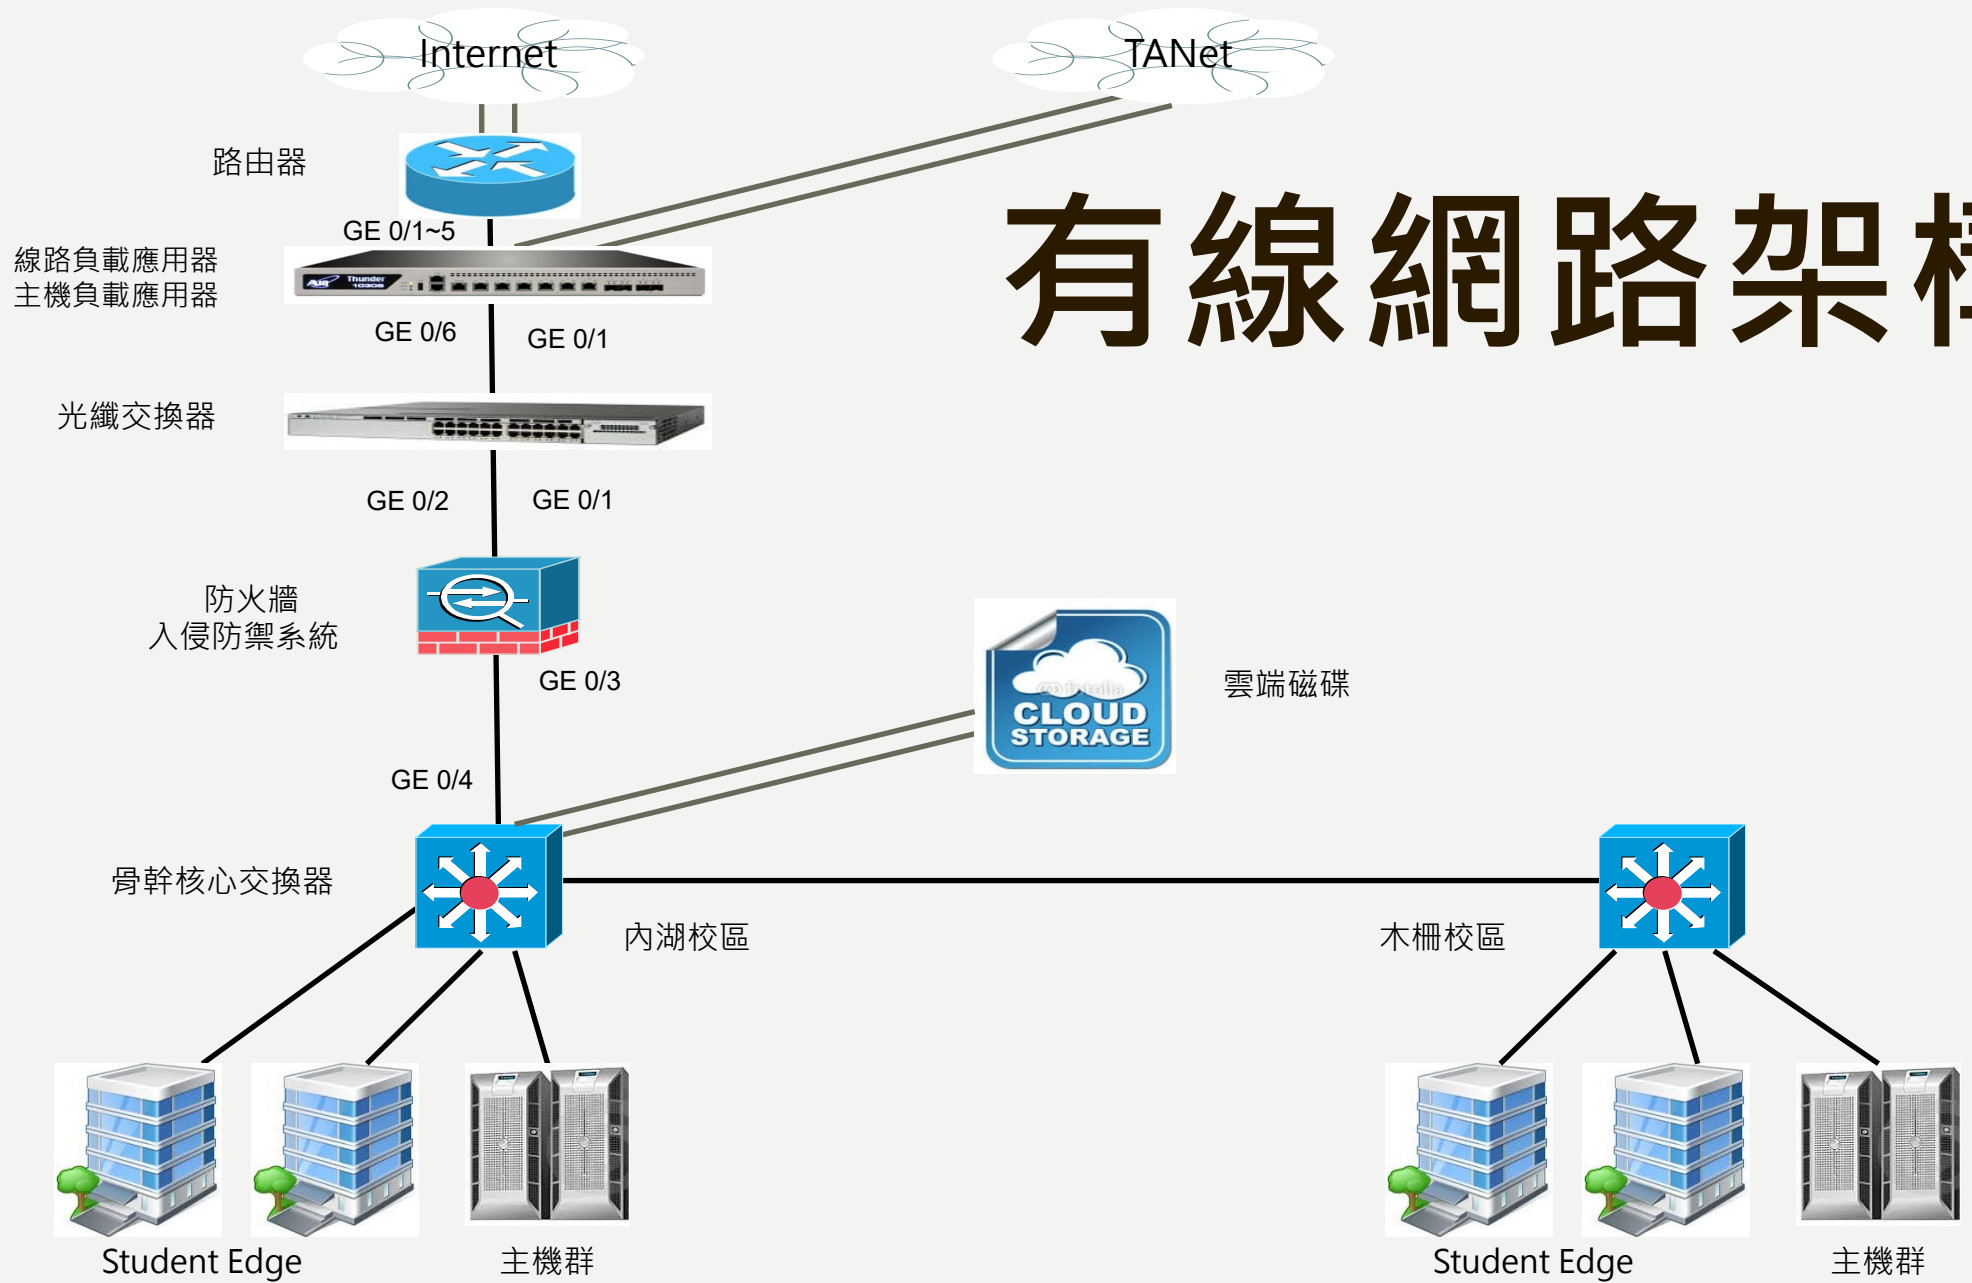 Internet
TANet
路由器
有線網路架構
GE 0/1~5
線路負載應用器
主機負載應用器
Thunder
1030S
GE 0/6
GE 0/1
光纖交換器
GE 0/2
GE 0/1
防火牆
入侵防禦系統
GE 0/3
fotolia
CLOUD
STORAGE
雲端磁碟
GE 0/4
骨幹核心交換器
內湖校區
木柵校區
Student Edge
主機群
Student Edge
主機群